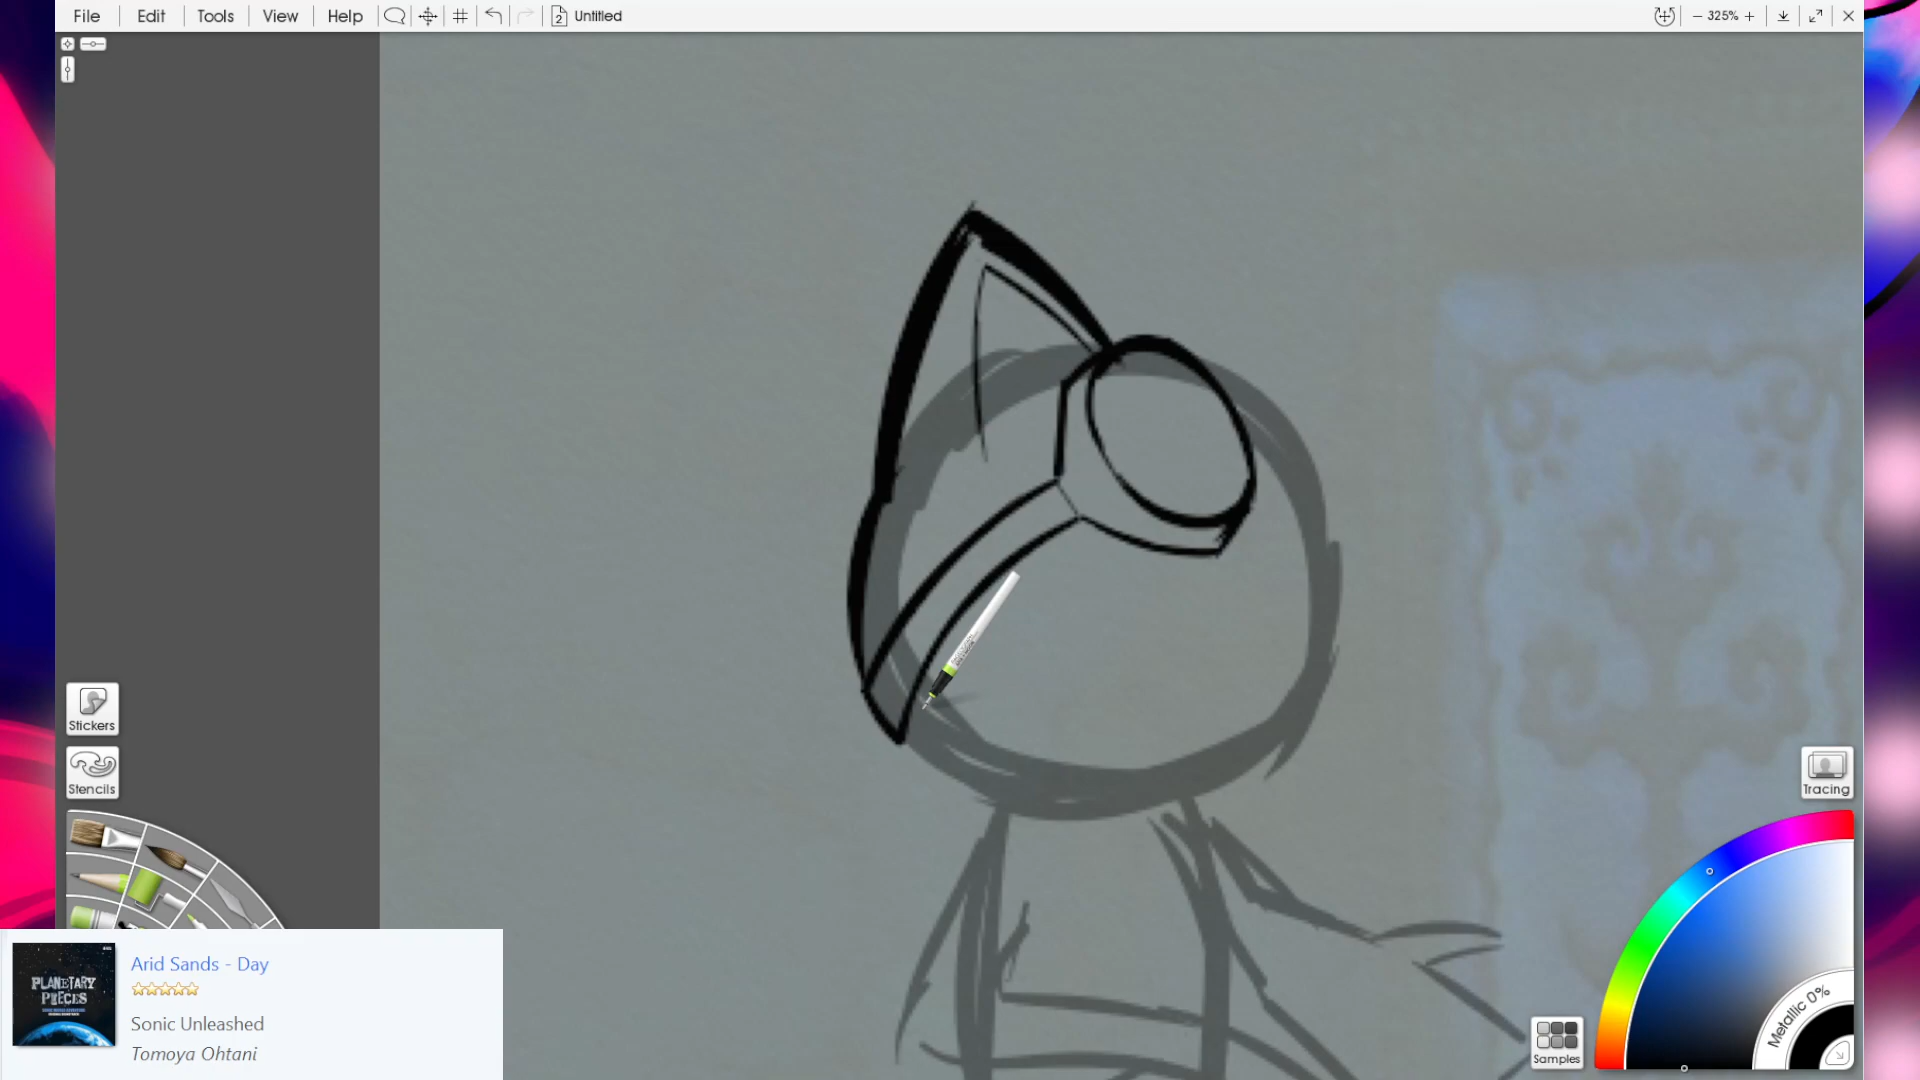 File Edit Tools View Help 2 Untitled 325%
Stickers
Stencils
Tracing
Metallic 0%
Samples
PLANETARY
PIECES
Arid Sands - Day
Sonic Unleashed
Tomoya Ohtani